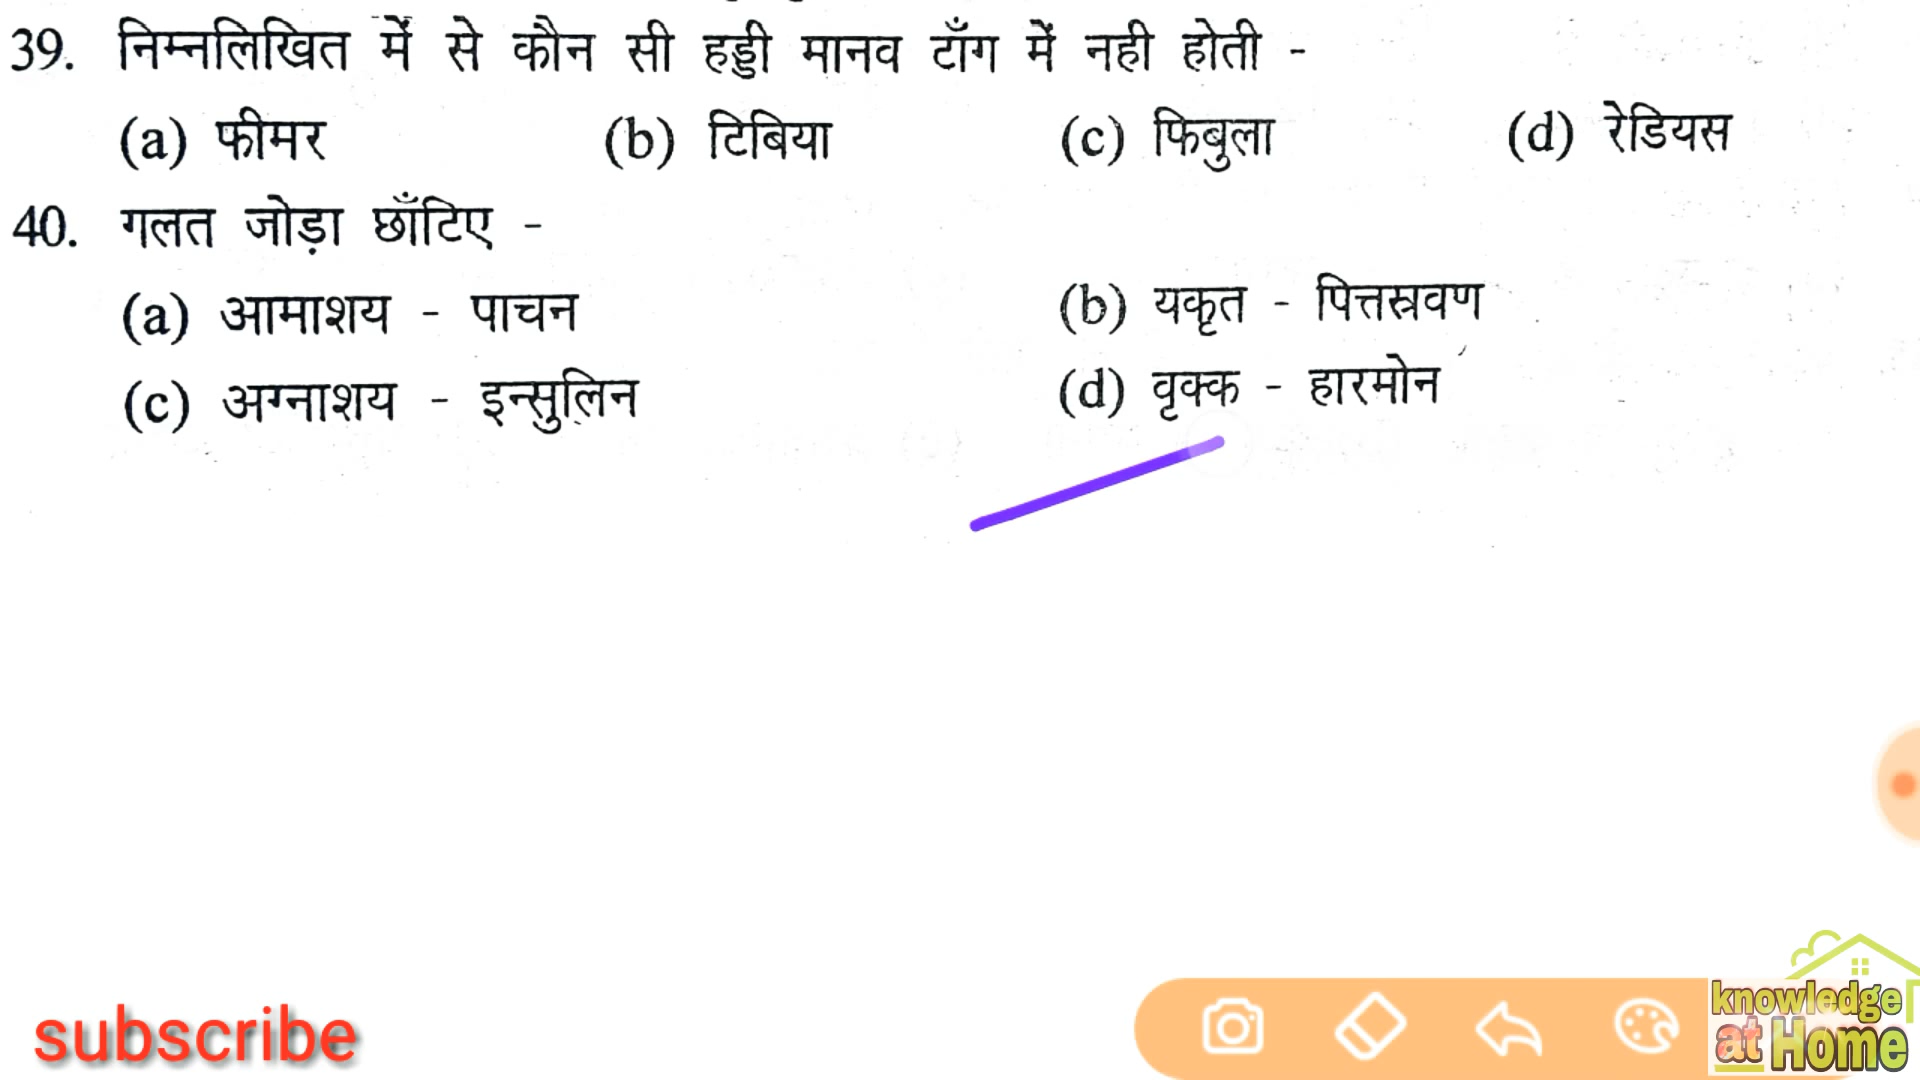 39. निम्नलिखित में से कौन सी हड्डी मानव टाँग में नही होती -
(a) फीमर (b) टिबिया (c) फिबुला (d) रेडियस
40. गलत जोड़ा छाँटिए -
(a) आमाशय - पाचन (b) यकृत - पित्तस्रवण
(c) अग्नाशय - इन्सुलिन (d) वृक्क - हारमोन
subscribe
knowledge
at Home